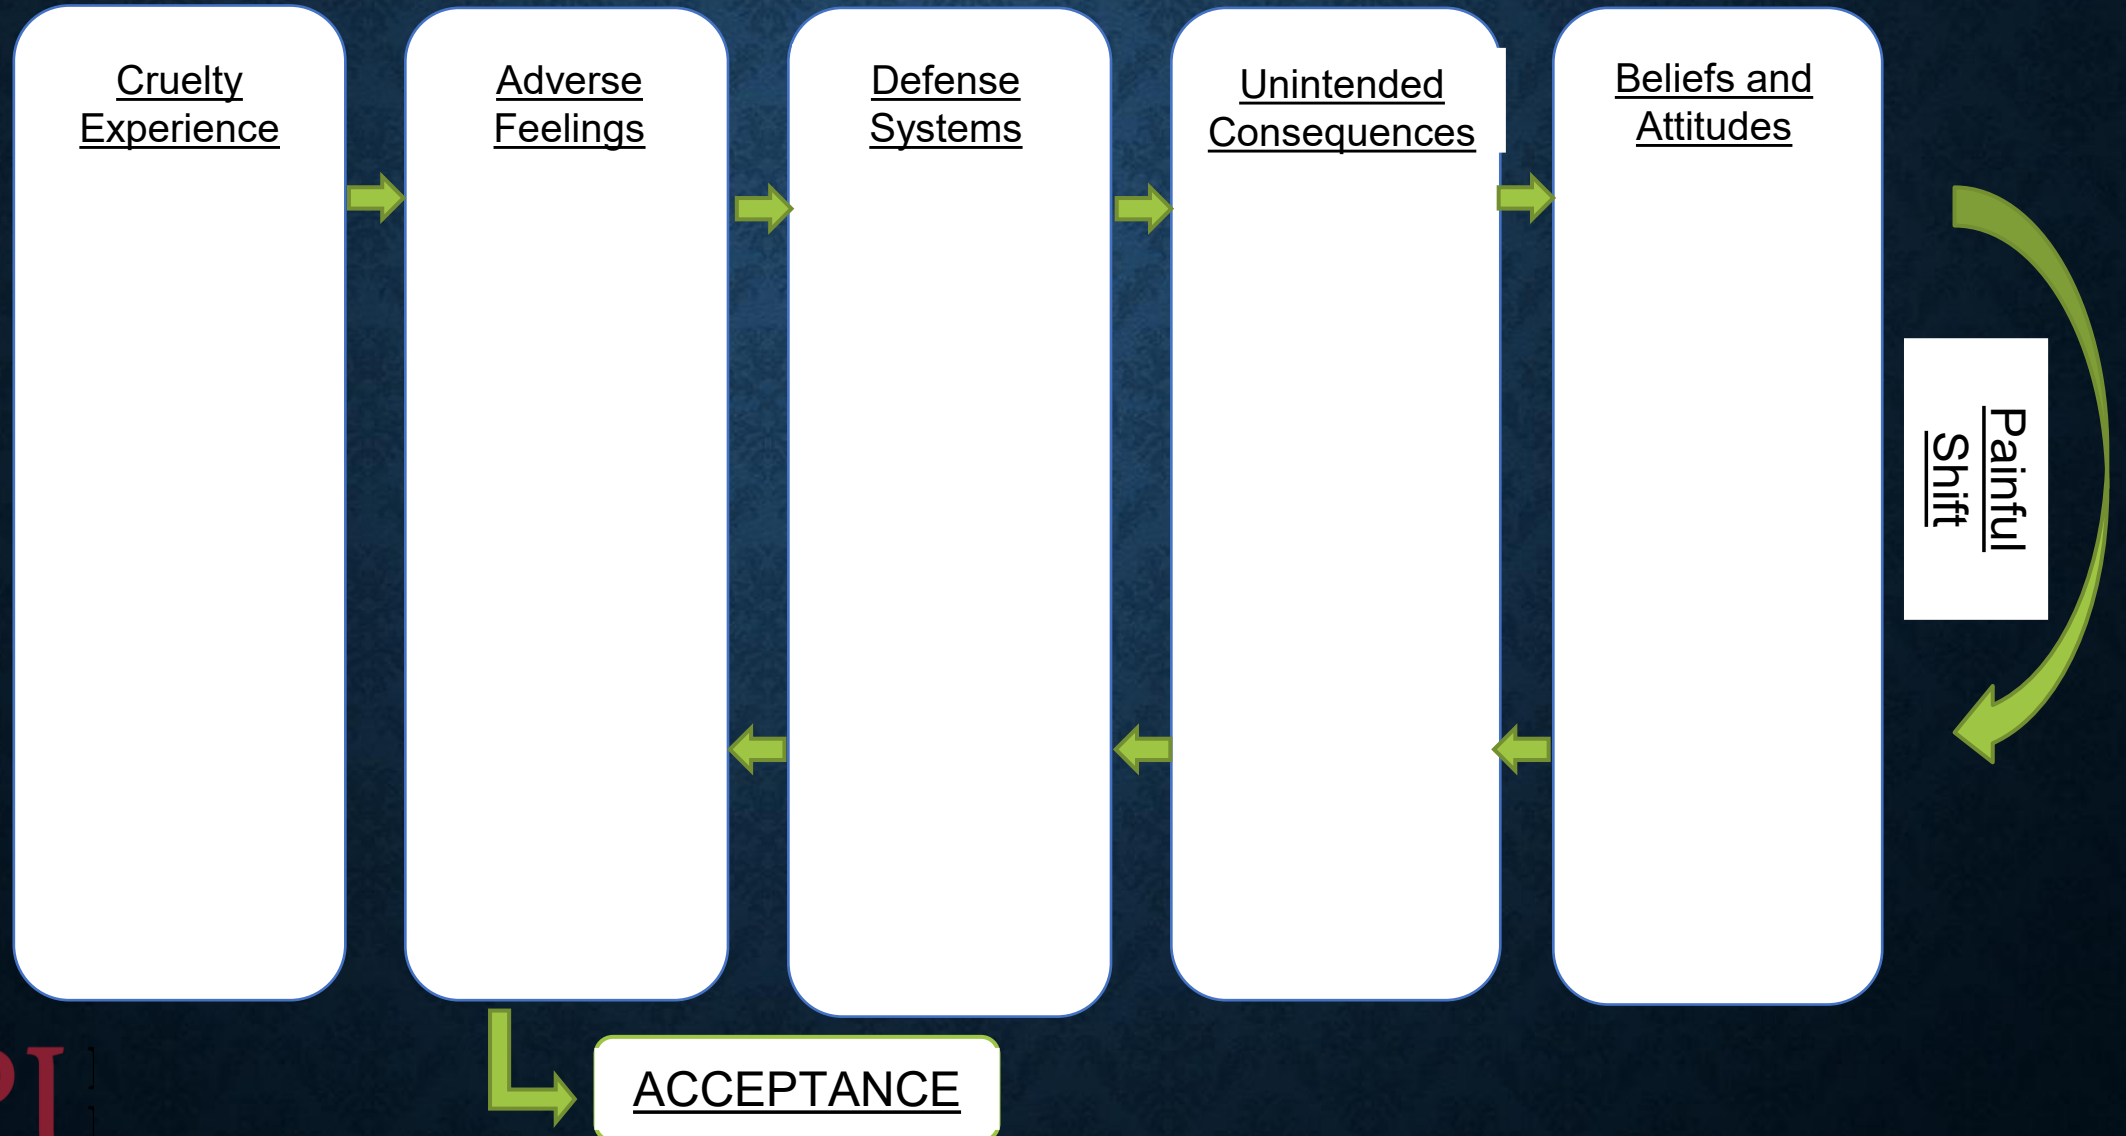 Cruelty
Experience
Adverse
Feelings
Defense
Systems
Unintended
Consequences
Beliefs and
Attitudes
Painful
Shift
ACCEPTANCE